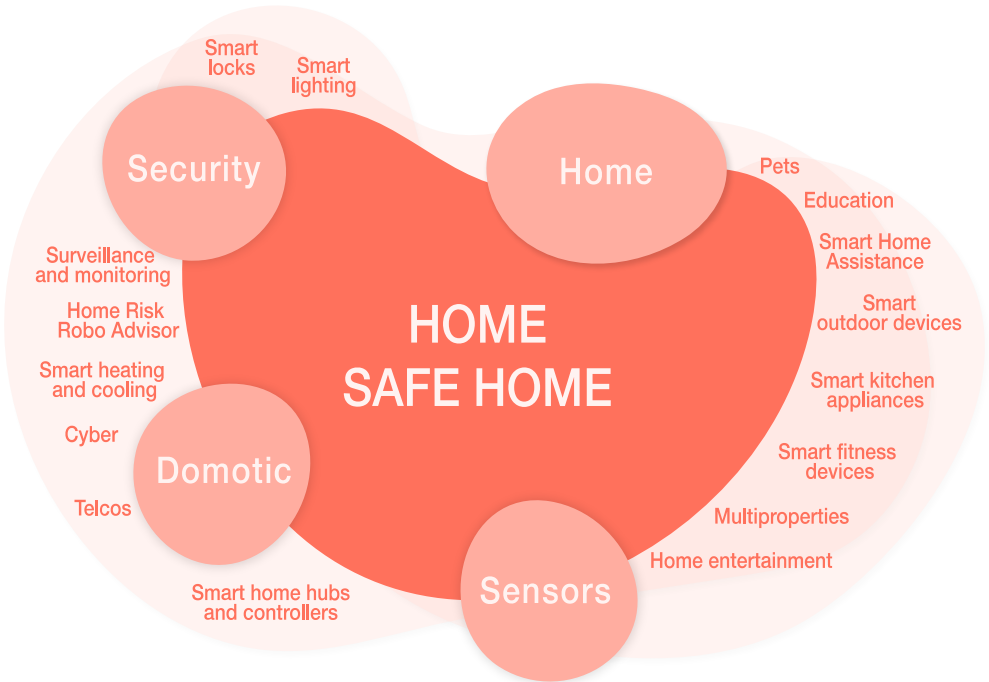 Smart
locks
Smart
lighting
Security
Home
Pets
Education
Smart Home
Assistance
Smart
outdoor devices
Smart kitchen
appliances
Smart fitness
devices
Multiproperties
Home entertainment
Surveillance
and monitoring
Home Risk
Robo Advisor
Smart heating
and cooling
Cyber
Domotic
Telcos
Smart home hubs
and controllers
Sensors
HOME
SAFE HOME